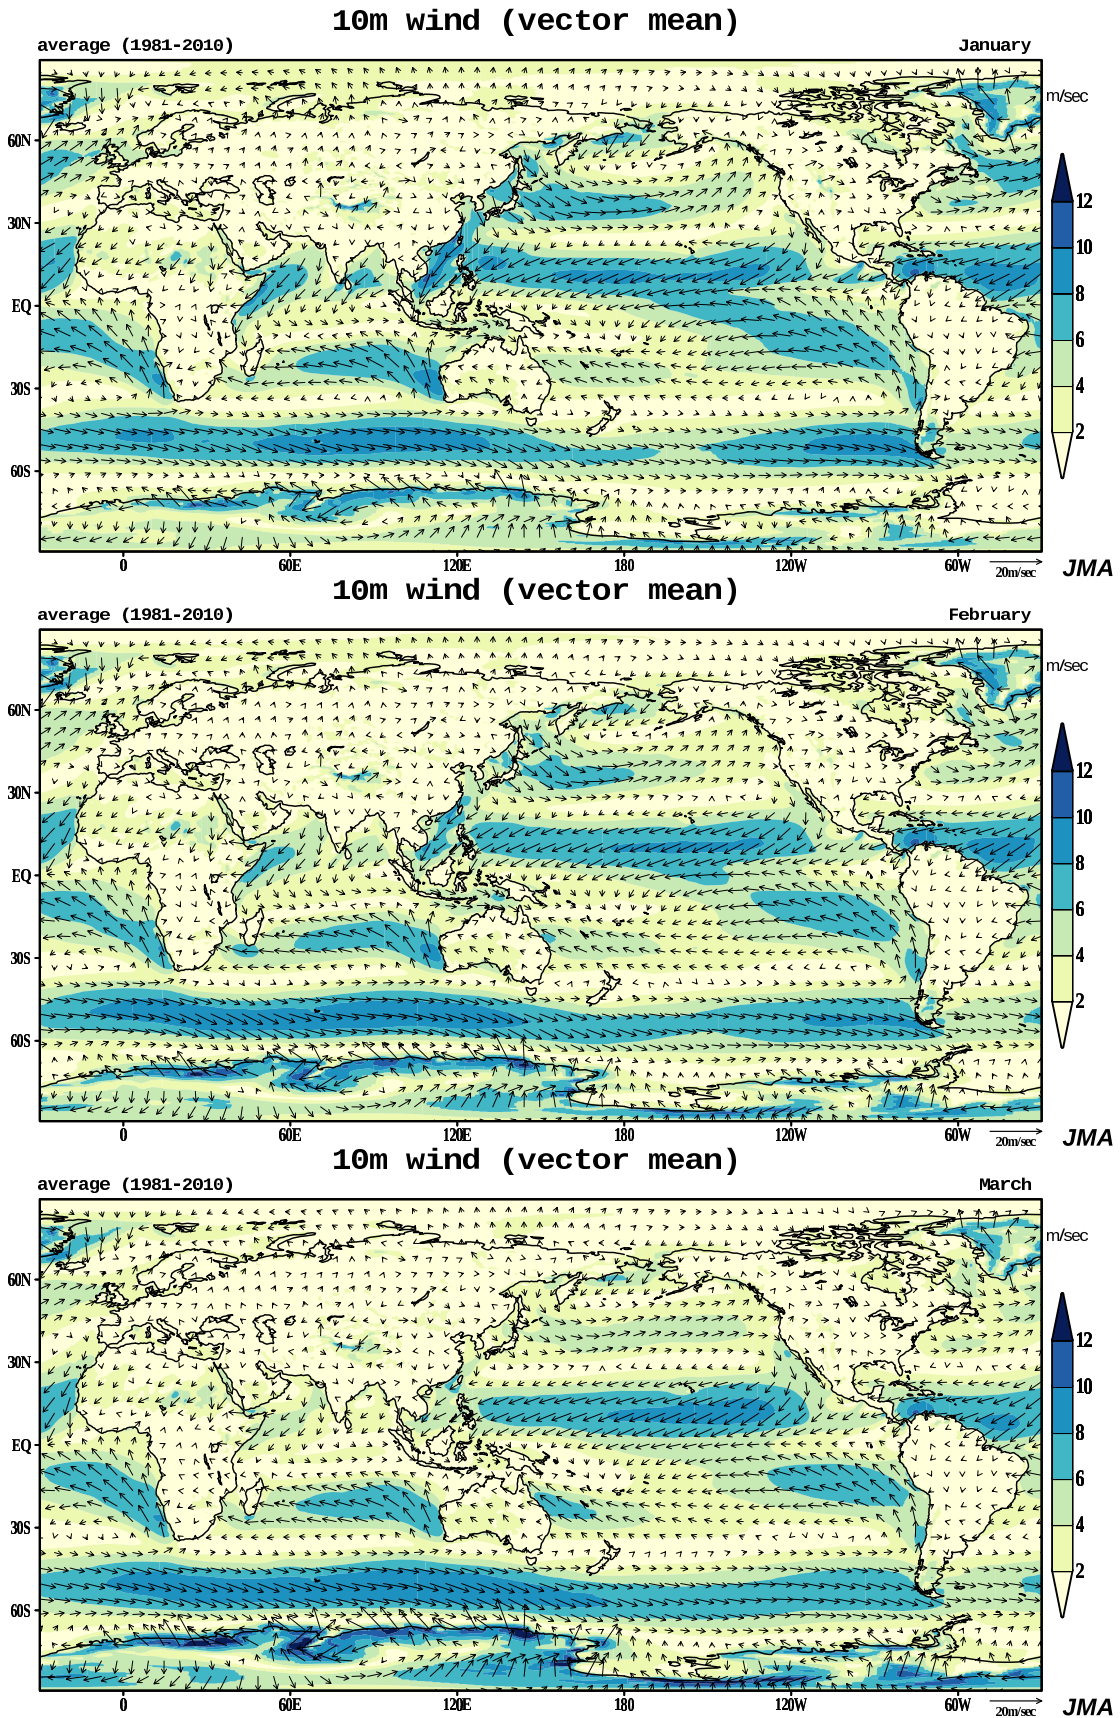 10m wind (vector mean)
average (1981-2010) January
m/sec
60N
30N
EQ
30S
60S
12
10
8
6
4
2
0 60E 120E 180 120W 60W
20m/sec
JMA
10m wind (vector mean)
average (1981-2010) February
m/sec
60N
30N
EQ
30S
60S
12
10
8
6
4
2
0 60E 120E 180 120W 60W
20m/sec
JMA
10m wind (vector mean)
average (1981-2010) March
m/sec
60N
30N
EQ
30S
60S
12
10
8
6
4
2
0 60E 120E 180 120W 60W
20m/sec
JMA